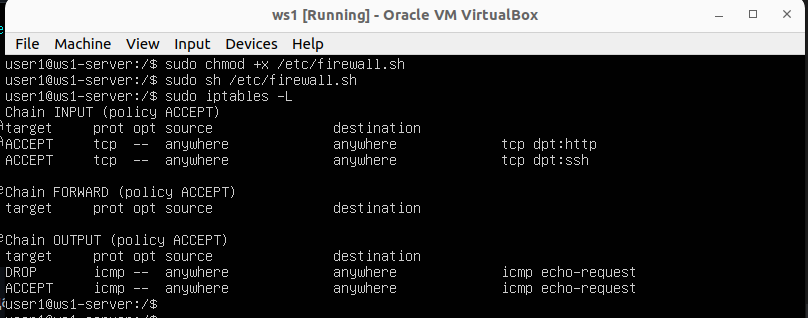 ws1 [Running] - Oracle VM VirtualBox
File Machine View Input Devices Help
user1@ws1-server:/$ sudo chmod +x /etc/firewall.sh
user1@ws1-server:/$ sudo sh /etc/firewall.sh
user1@ws1-server:/$ sudo iptables -L
Chain INPUT (policy ACCEPT)
target     prot opt source               destination
ACCEPT     tcp  --  anywhere             anywhere             tcp dpt:http
ACCEPT     tcp  --  anywhere             anywhere             tcp dpt:ssh

Chain FORWARD (policy ACCEPT)
target     prot opt source               destination

Chain OUTPUT (policy ACCEPT)
target     prot opt source               destination
DROP       icmp --  anywhere             anywhere             icmp echo-request
ACCEPT     icmp --  anywhere             anywhere             icmp echo-request
user1@ws1-server:/$
user1@ws1-server:/$